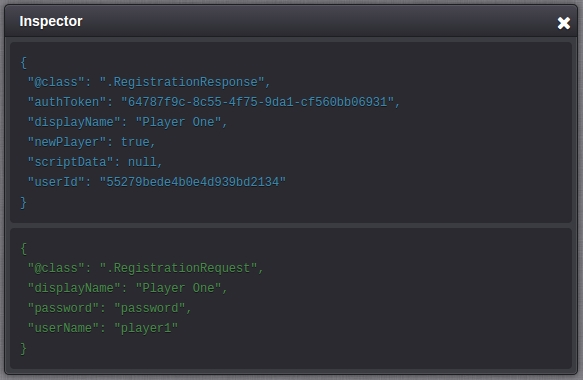 Inspector
{
"@class": ".RegistrationResponse",
"authToken": "64787f9c-8c55-4f75-9da1-cf560bb06931",
"displayName": "Player One",
"newPlayer": true,
"scriptData": null,
"userId": "55279bede4b0e4d939bd2134"
}
{
"@class": ".RegistrationRequest",
"displayName": "Player One",
"password": "password",
"userName": "player1"
}